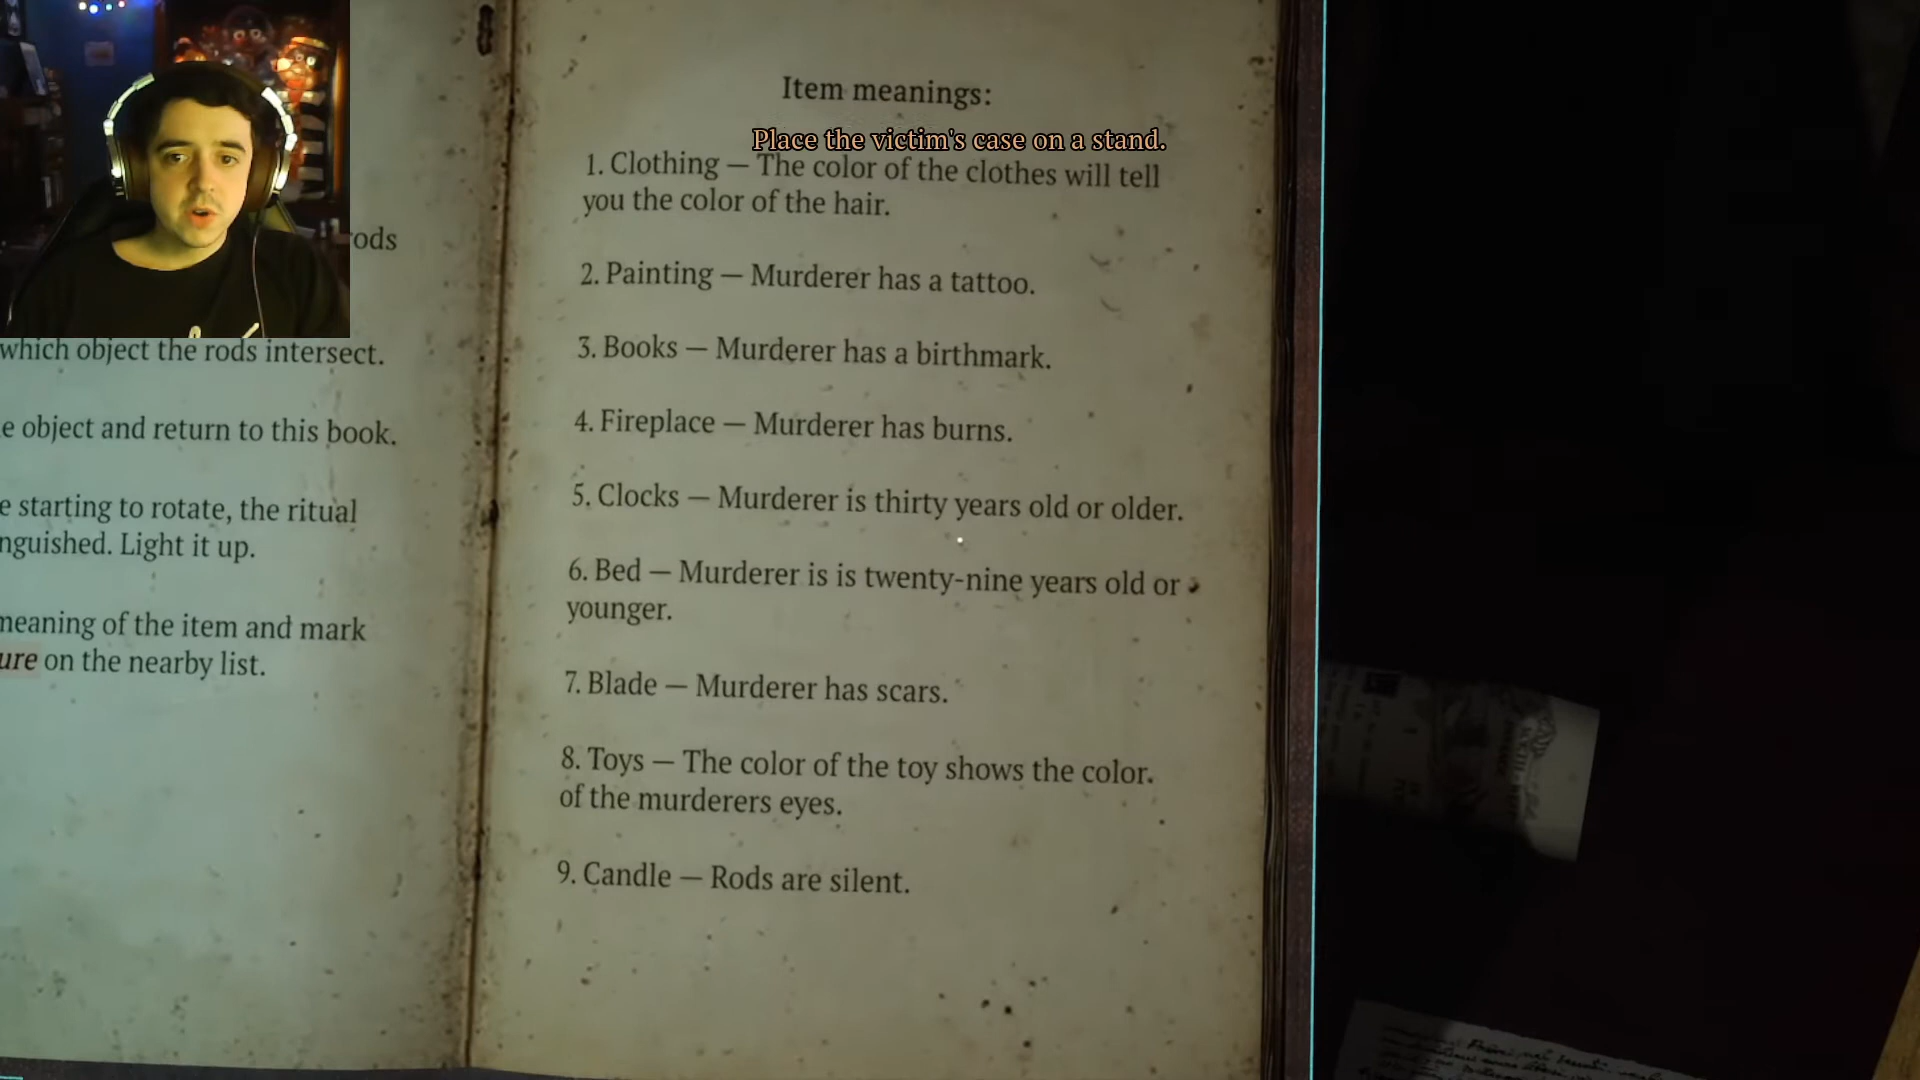 rods
which object the rods intersect.
e object and return to this book.
e starting to rotate, the ritual
nguished. Light it up.
meaning of the item and mark
ure on the nearby list.
Item meanings:
Place the victim's case on a stand.
1. Clothing — The color of the clothes will tell
you the color of the hair.
2. Painting — Murderer has a tattoo.
3. Books — Murderer has a birthmark.
4. Fireplace — Murderer has burns.
5. Clocks — Murderer is thirty years old or older.
6. Bed — Murderer is is twenty-nine years old or
younger.
7. Blade — Murderer has scars.
8. Toys — The color of the toy shows the color.
of the murderers eyes.
9. Candle — Rods are silent.